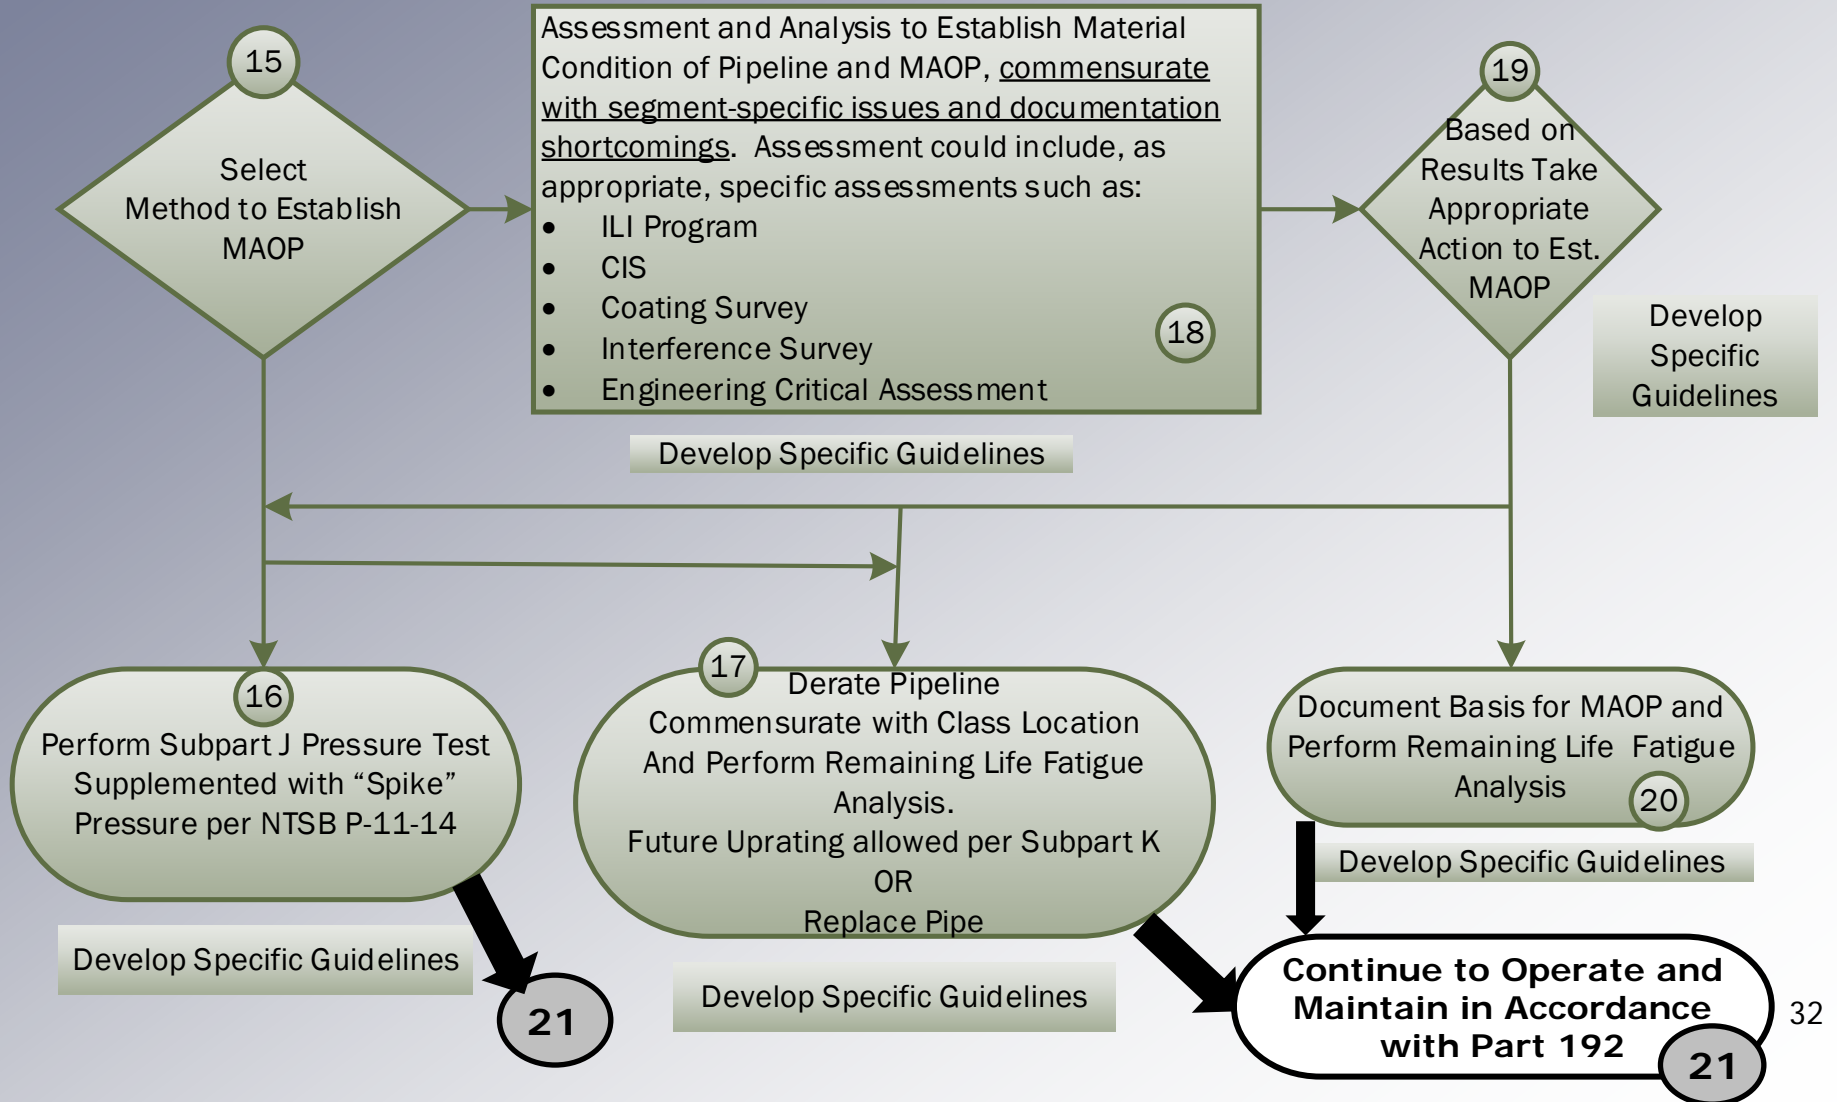 15
Select
Method to Establish
MAOP
Assessment and Analysis to Establish Material
Condition of Pipeline and MAOP, commensurate
with segment-specific issues and documentation
shortcomings.  Assessment could include, as
appropriate, specific assessments such as:
• ILI Program
• CIS
• Coating Survey
• Interference Survey
• Engineering Critical Assessment
18
19
Based on
Results Take
Appropriate
Action to Est.
MAOP
Develop
Specific
Guidelines
Develop Specific Guidelines
16
Perform Subpart J Pressure Test
Supplemented with “Spike”
Pressure per NTSB P-11-14
Develop Specific Guidelines
21
17
Derate Pipeline
Commensurate with Class Location
And Perform Remaining Life Fatigue
Analysis.
Future Uprating allowed per Subpart K
OR
Replace Pipe
Develop Specific Guidelines
Document Basis for MAOP and
Perform Remaining Life  Fatigue
Analysis
20
Develop Specific Guidelines
Continue to Operate and
Maintain in Accordance
with Part 192
21
32